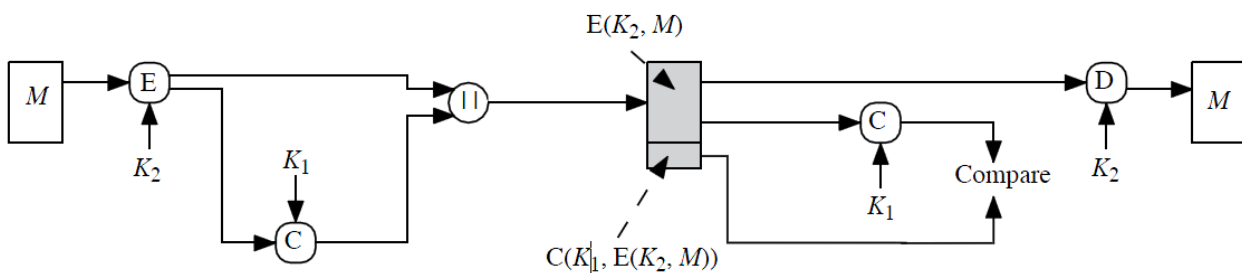 E(K2, M)
M
E
||
D
M
C
K2
K1
K2
Compare
K1
C
C(K1, E(K2, M))